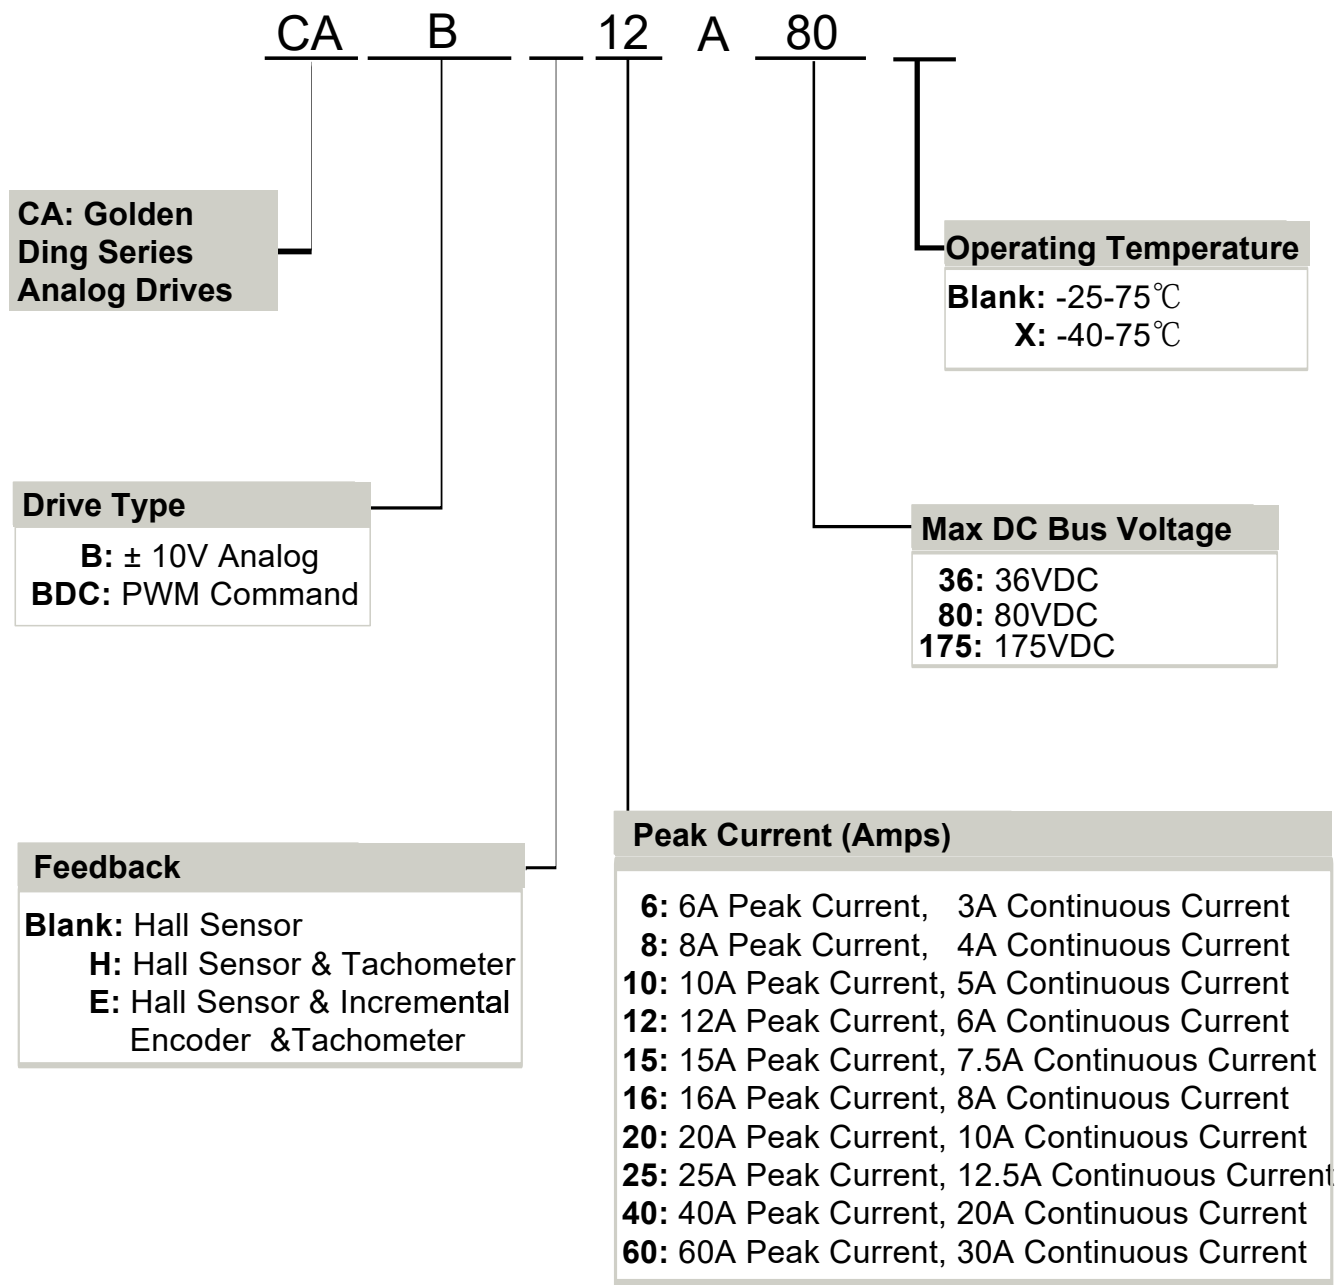 CA B 12 A 80
CA: Golden
Ding Series
Analog Drives
Operating Temperature
Blank: -25-75℃
X: -40-75℃
Drive Type
B: ± 10V Analog
BDC: PWM Command
Max DC Bus Voltage
36: 36VDC
80: 80VDC
175: 175VDC
Feedback
Blank: Hall Sensor
H: Hall Sensor & Tachometer
E: Hall Sensor & Incremental
Encoder &Tachometer
Peak Current (Amps)
6: 6A Peak Current, 3A Continuous Current
8: 8A Peak Current, 4A Continuous Current
10: 10A Peak Current, 5A Continuous Current
12: 12A Peak Current, 6A Continuous Current
15: 15A Peak Current, 7.5A Continuous Current
16: 16A Peak Current, 8A Continuous Current
20: 20A Peak Current, 10A Continuous Current
25: 25A Peak Current, 12.5A Continuous Current
40: 40A Peak Current, 20A Continuous Current
60: 60A Peak Current, 30A Continuous Current